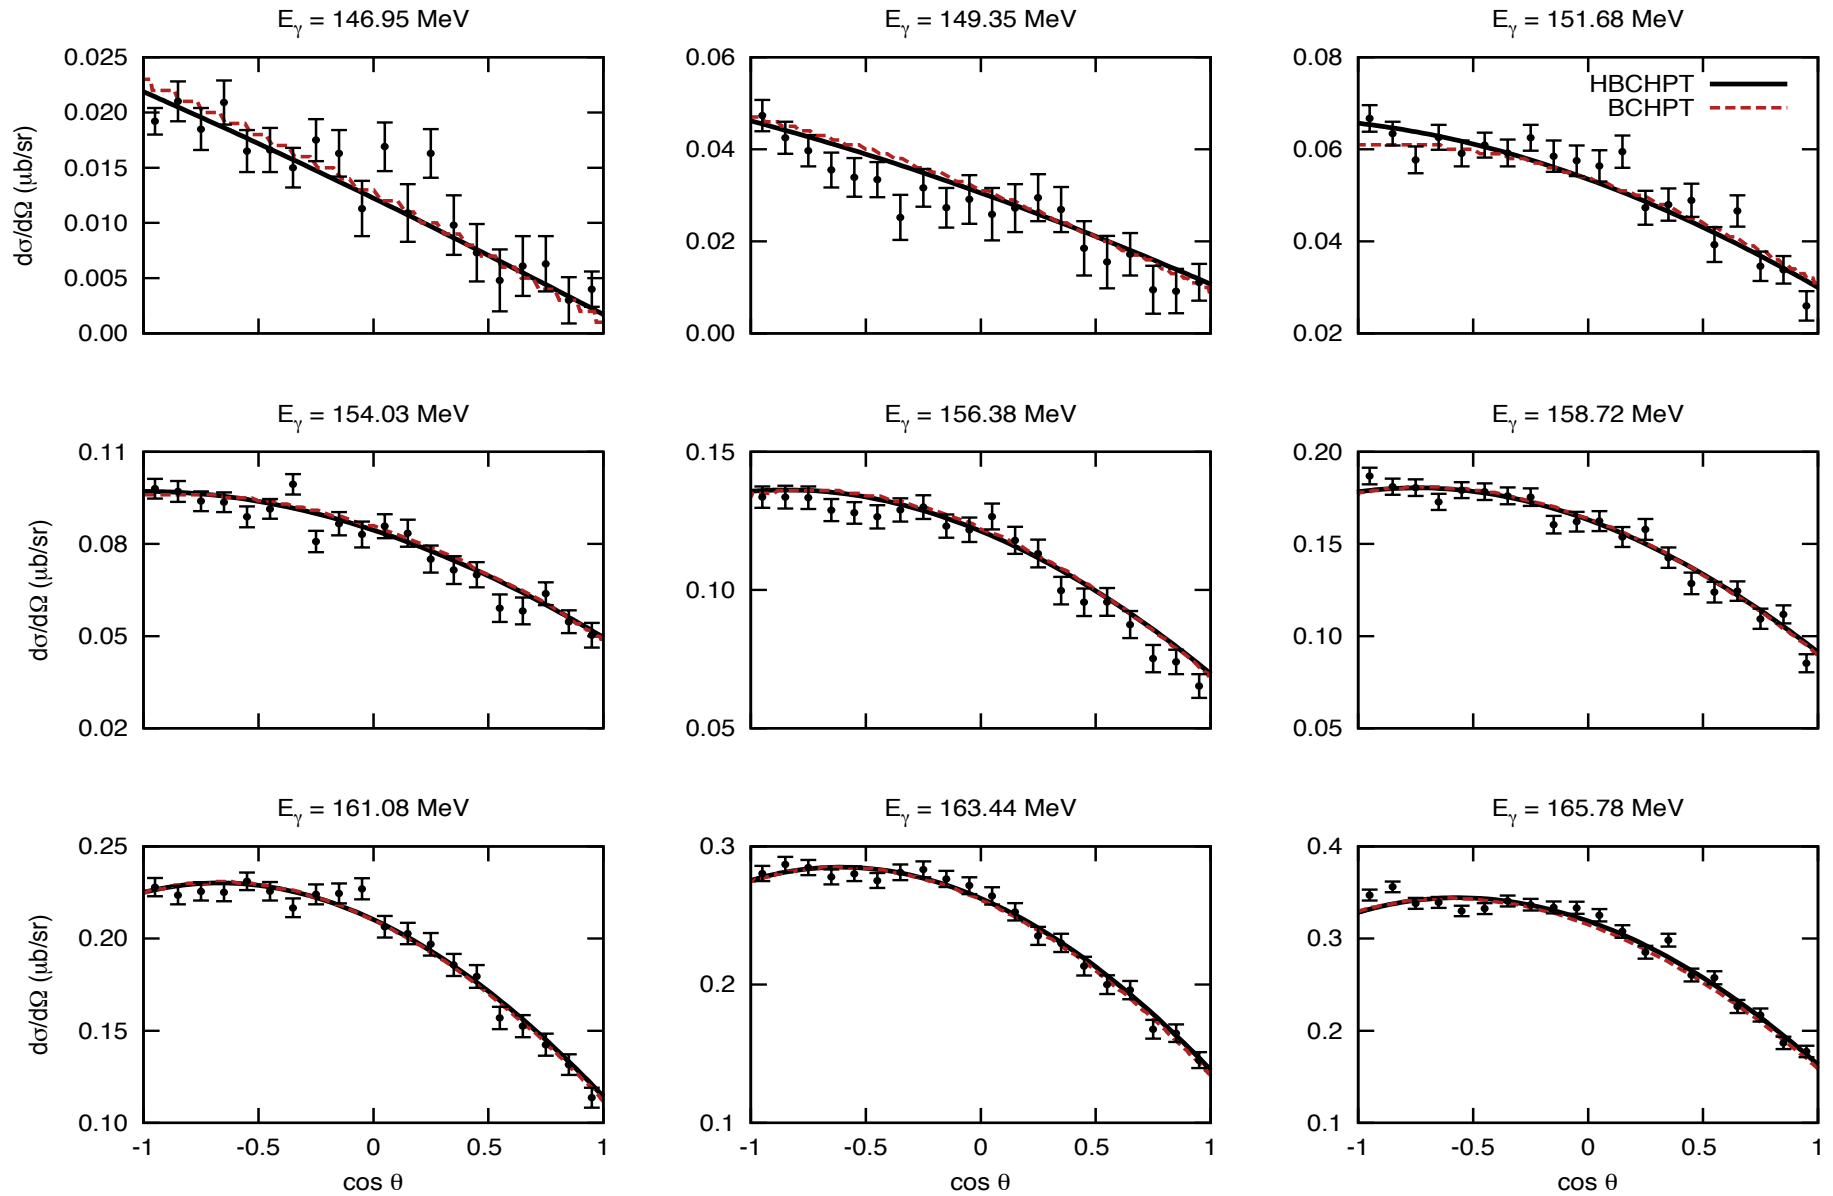 E_γ = 146.95 MeV
E_γ = 149.35 MeV
E_γ = 151.68 MeV
0.025
0.020
0.015
0.010
0.005
0.00
dσ/dΩ (μb/sr)
0.06
0.04
0.02
0.00
0.08
0.06
0.04
0.02
HBCHPT
BCHPT
E_γ = 154.03 MeV
E_γ = 156.38 MeV
E_γ = 158.72 MeV
0.11
0.08
0.05
0.02
dσ/dΩ (μb/sr)
0.15
0.10
0.05
0.20
0.15
0.10
0.05
E_γ = 161.08 MeV
E_γ = 163.44 MeV
E_γ = 165.78 MeV
0.25
0.20
0.15
0.10
dσ/dΩ (μb/sr)
0.3
0.2
0.1
0.4
0.3
0.2
0.1
-1 -0.5 0 0.5 1
-1 -0.5 0 0.5 1
-1 -0.5 0 0.5 1
cos θ
cos θ
cos θ